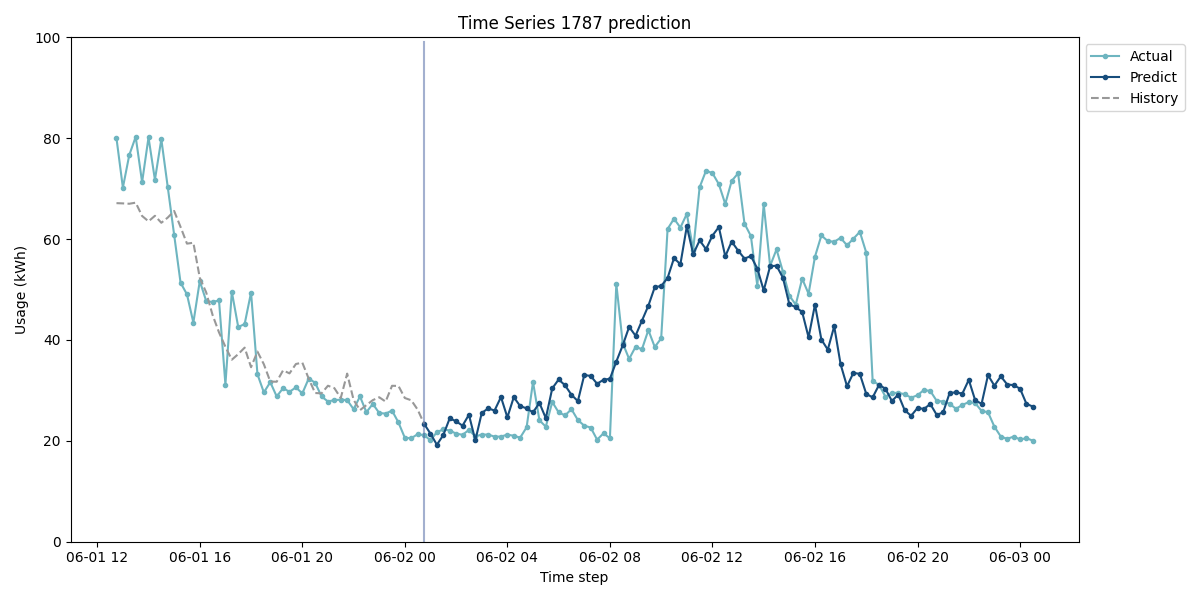 Time Series 1787 prediction
Usage (kWh)
100
80
60
40
20
0
06-01 12
06-01 16
06-01 20
06-02 00
06-02 04
06-02 08
06-02 12
06-02 16
06-02 20
06-03 00
Time step
Actual
Predict
History